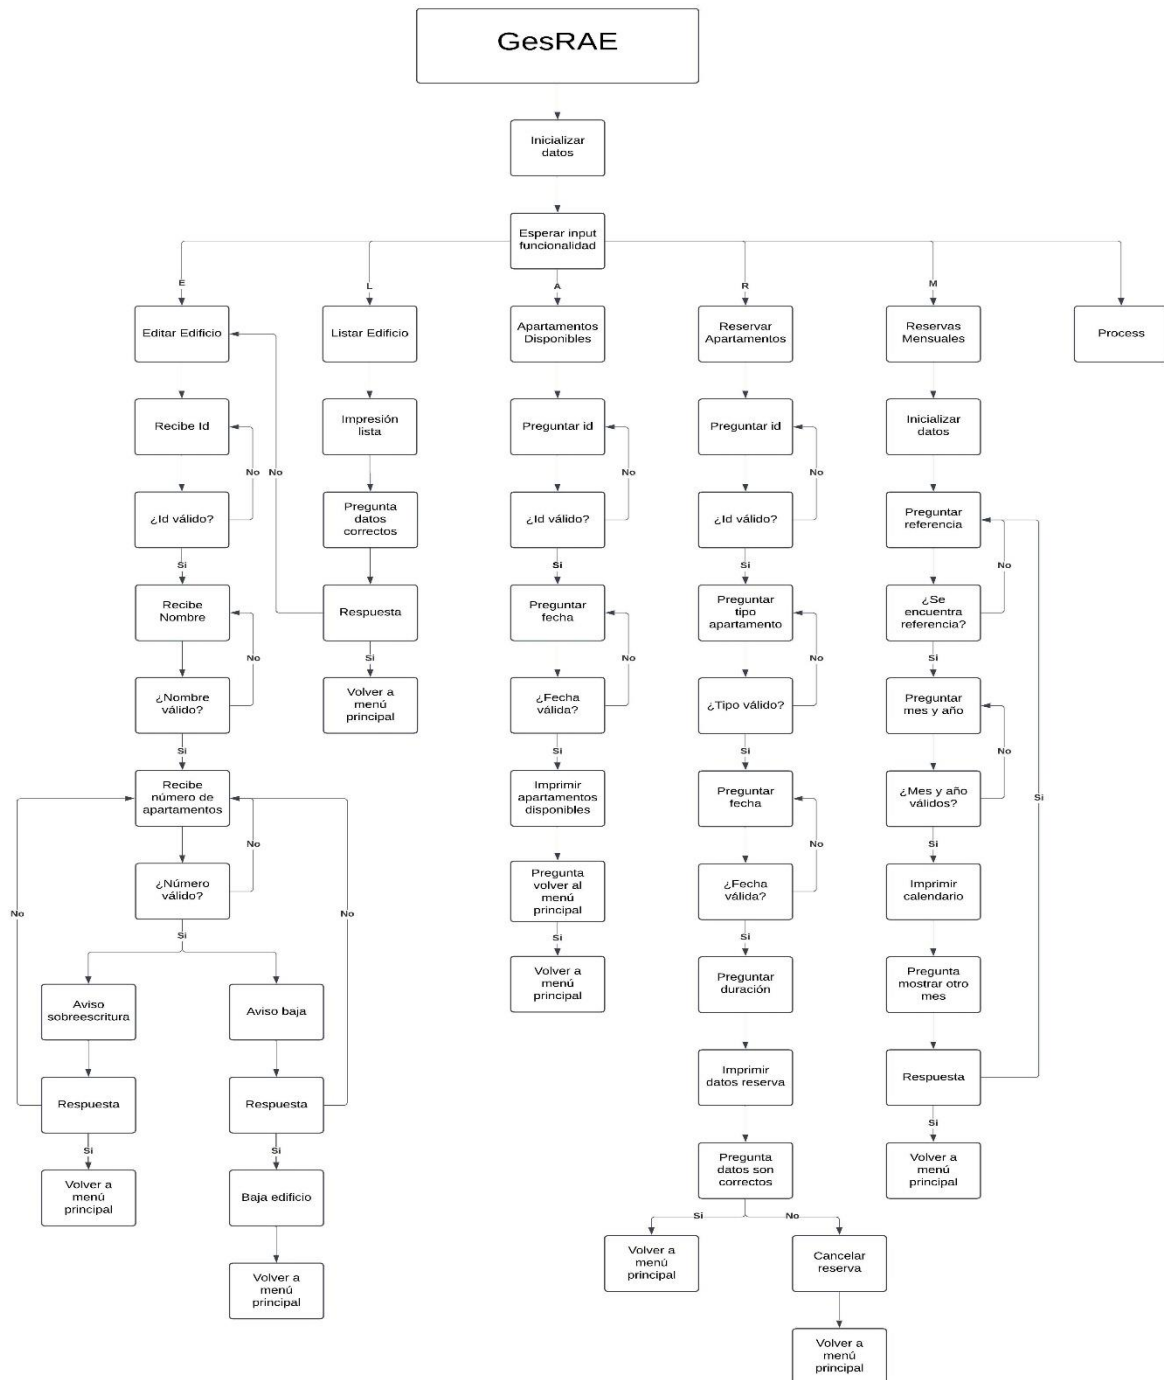 GesRAE
Inicializar
datos
Esperar input
funcionalidad
E
L
A
R
M
Editar Edificio
Listar Edificio
Apartamentos
Disponibles
Reservar
Apartamentos
Reservas
Mensuales
Process
Recibe Id
Impresión
lista
Preguntar id
Preguntar id
Inicializar
datos
No
No
No
No
¿Id válido?
Pregunta
datos
correctos
¿Id válido?
¿Id válido?
Preguntar
referencia
Si
Si
Si
No
Recibe
Nombre
Respuesta
Preguntar
fecha
Preguntar
tipo
apartamento
¿Se
encuentra
referencia?
No
Si
No
No
Si
¿Nombre
válido?
Volver a
menú
principal
¿Fecha
válida?
¿Tipo válido?
Preguntar
mes y año
Si
Si
Si
No
Recibe
número de
apartamentos
Imprimir
apartamentos
disponibles
Preguntar
fecha
¿Mes y año
válidos?
Si
No
No
Si
¿Número
válido?
Pregunta
volver al
menú
principal
¿Fecha
válida?
Imprimir
calendario
No
No
Si
Si
Si
Aviso
sobreescritura
Aviso baja
Volver a
menú
principal
Preguntar
duración
Pregunta
mostrar otro
mes
Respuesta
Respuesta
Imprimir
datos reserva
Respuesta
Si
Si
Si
Volver a
menú
principal
Baja edificio
Pregunta
datos son
correctos
Volver a
menú
principal
Si
No
Volver a
menú
principal
Volver a
menú
principal
Cancelar
reserva
Volver a
menú
principal